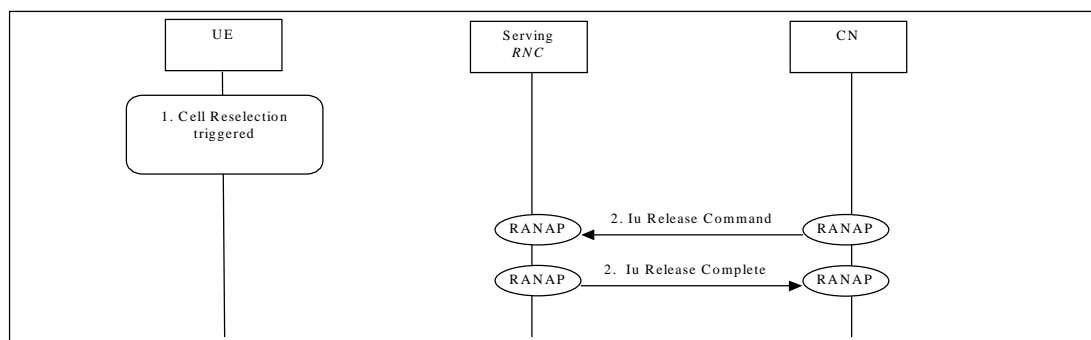 UE
Serving
RNC
CN
1. Cell Reselection
triggered
RANAP
2. Iu Release Command
RANAP
RANAP
2. Iu Release Complete
RANAP